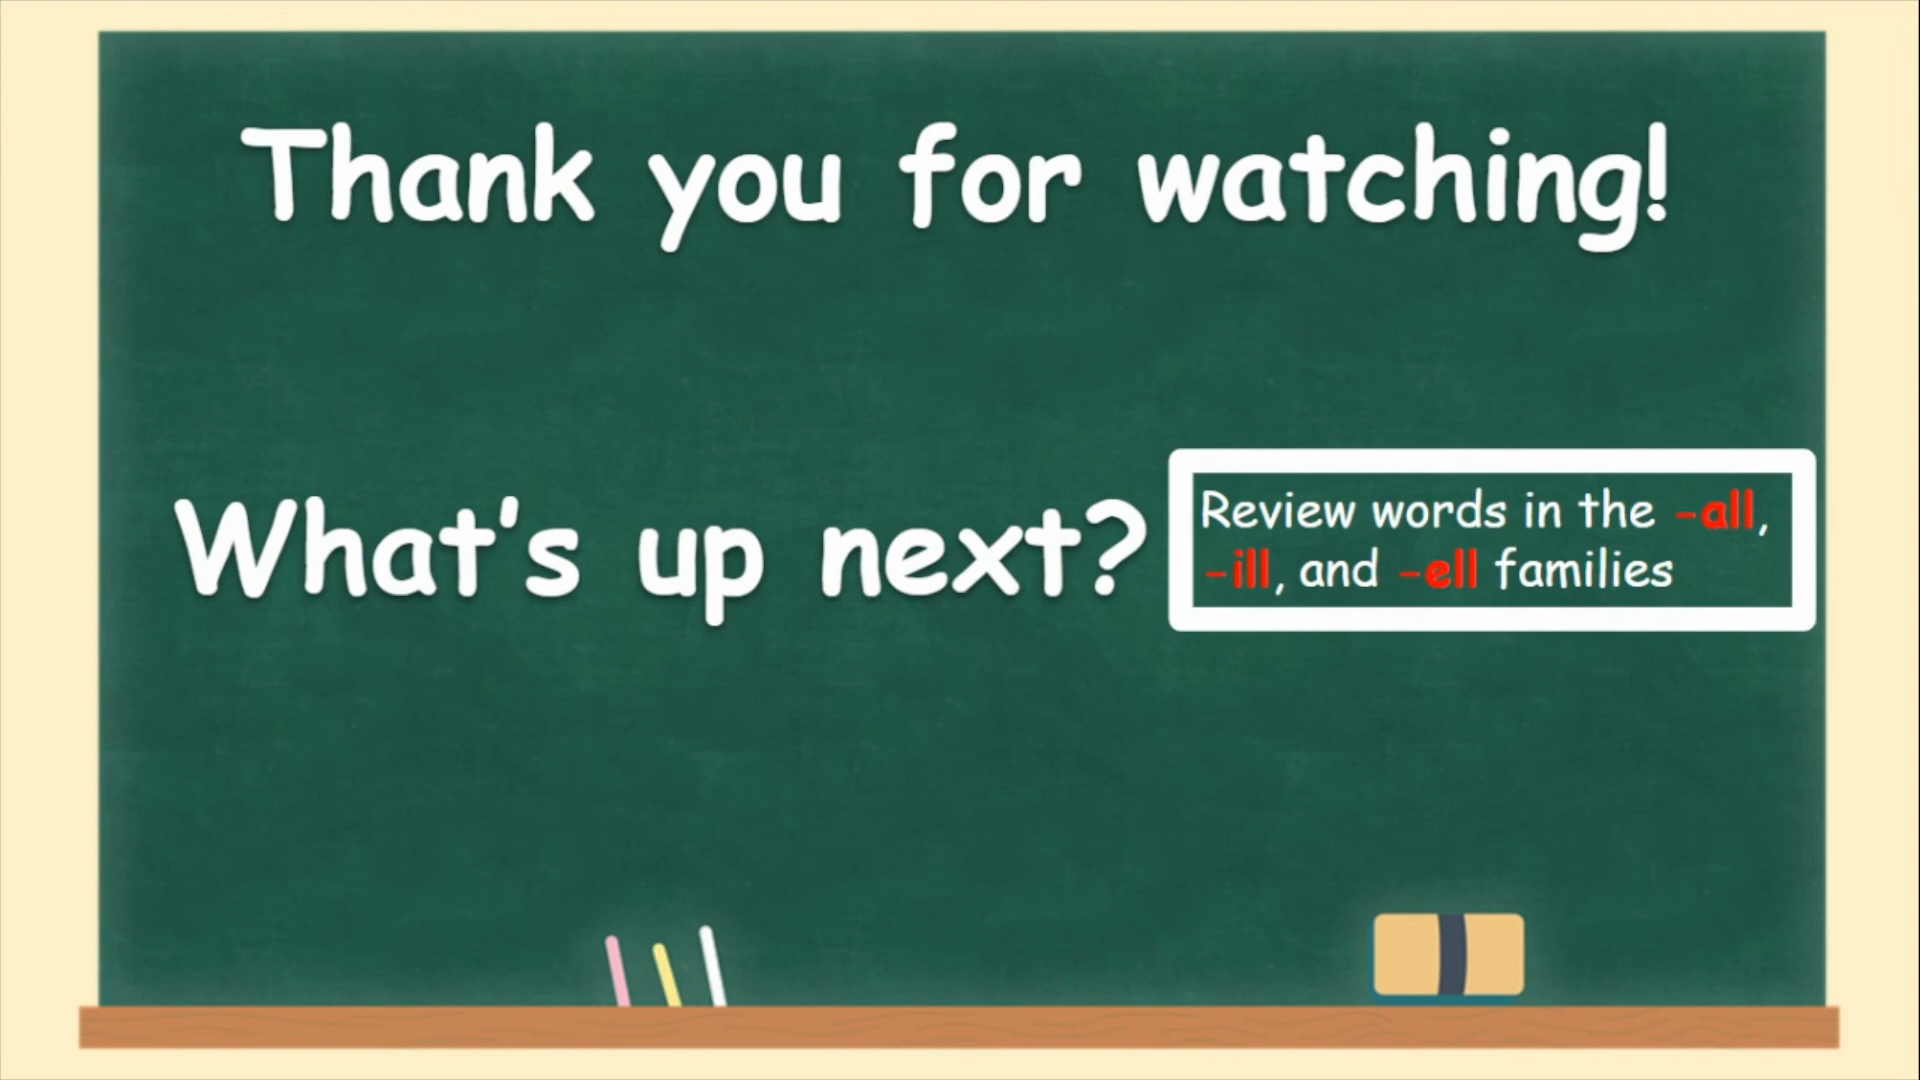 Thank you for watching!
What's up next?
Review words in the -all,
-ill, and -ell families